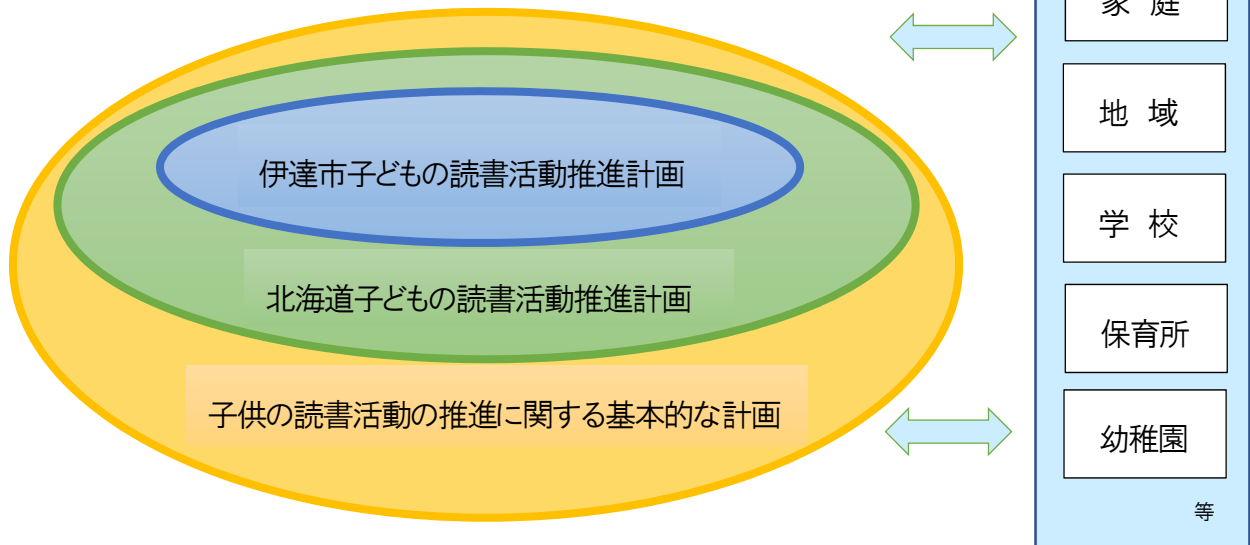 伊達市子どもの読書活動推進計画
北海道子どもの読書活動推進計画
子供の読書活動の推進に関する基本的な計画
家 庭
地 域
学 校
保育所
幼稚園
等